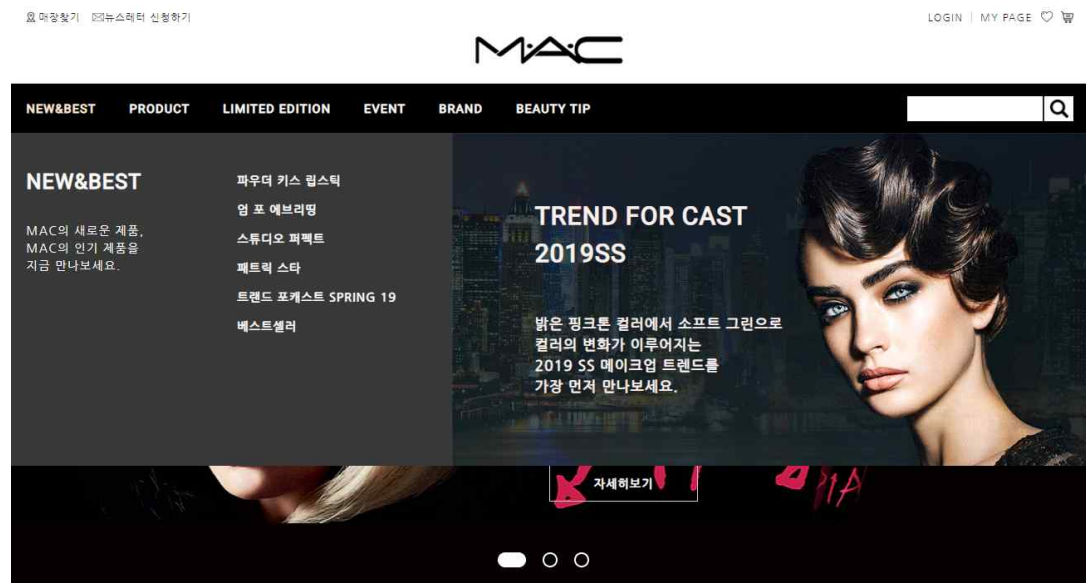 매장찾기 뉴스레터 신청하기
LOGIN | MY PAGE
M·A·C
NEW&BEST PRODUCT LIMITED EDITION EVENT BRAND BEAUTY TIP
NEW&BEST
MAC의 새로운 제품,
MAC의 인기 제품을
지금 만나보세요.
파우더 키스 립스틱
엄 포 에브리띵
스튜디오 퍼펙트
패트릭 스타
트랜드 포캐스트 SPRING 19
베스트셀러
TREND FOR CAST
2019SS
밝은 핑크톤 컬러에서 소프트 그린으로
컬러의 변화가 이루어지는
2019 SS 메이크업 트렌드를
가장 먼저 만나보세요.
자세히보기